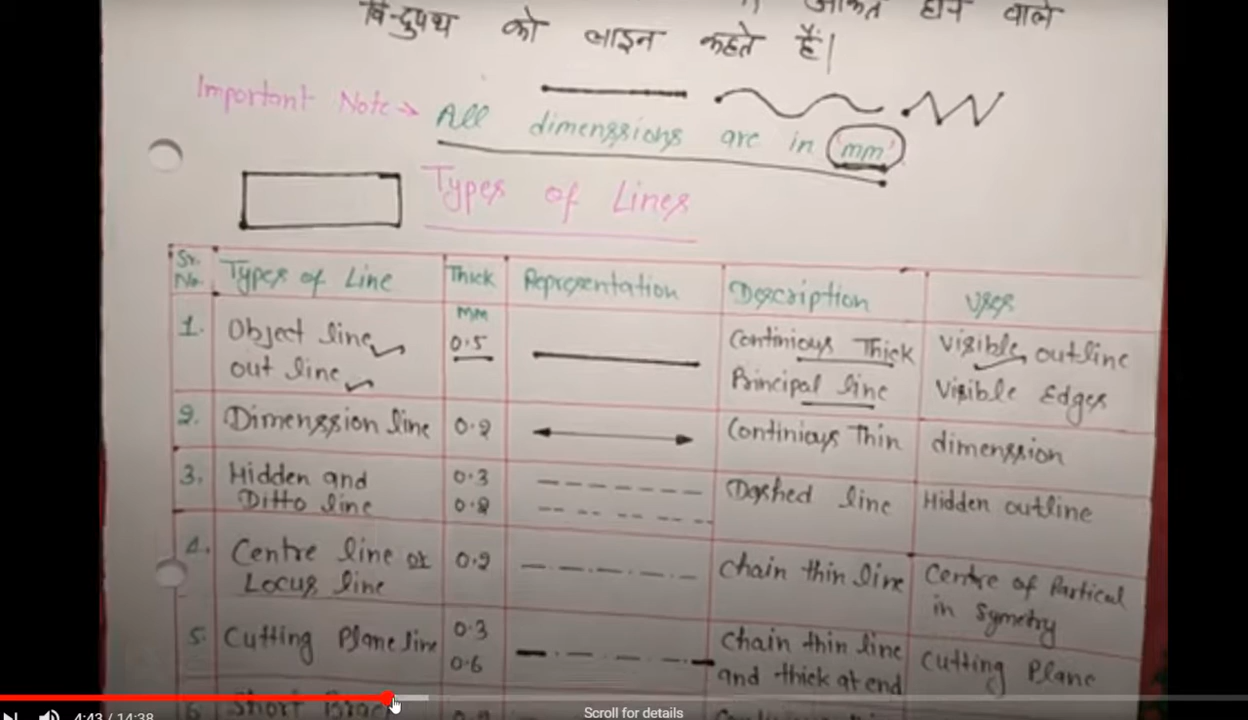 अंकित होने वाले
बिन्दुपथ को लाइन कहते हैं।
Important Note →
All dimenssions are in 'mm'
Types of Lines
Sr. No. Types of Line Thick MM Representation Description Uses
1. Object line 0.5 Continious Thick Visible outline
out line Principal line Visible Edges
2. Dimenssion line 0.2 Continioys Thin dimenssion
3. Hidden and 0.3 Dashed line Hidden outline
Ditto line 0.2
4. Centre line or 0.2 chain thin line Centre of Partical
Locus line in Symetry
5. Cutting Plane line 0.3 chain thin line Cutting Plane
0.6 and thick at end
6. Short
4:43 / 14:38
Scroll for details